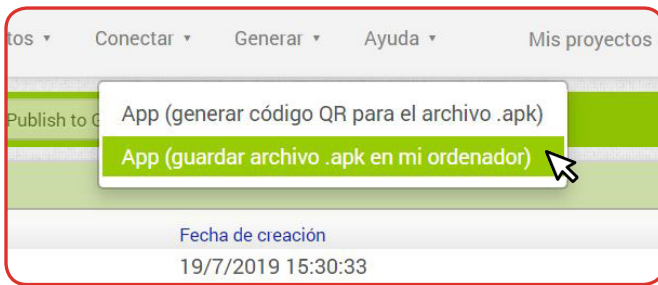 tos ▾ Conectar ▾ Generar ▾ Ayuda ▾ Mis proyectos
Publish to G
App (generar código QR para el archivo .apk)
App (guardar archivo .apk en mi ordenador)
Fecha de creación
19/7/2019 15:30:33